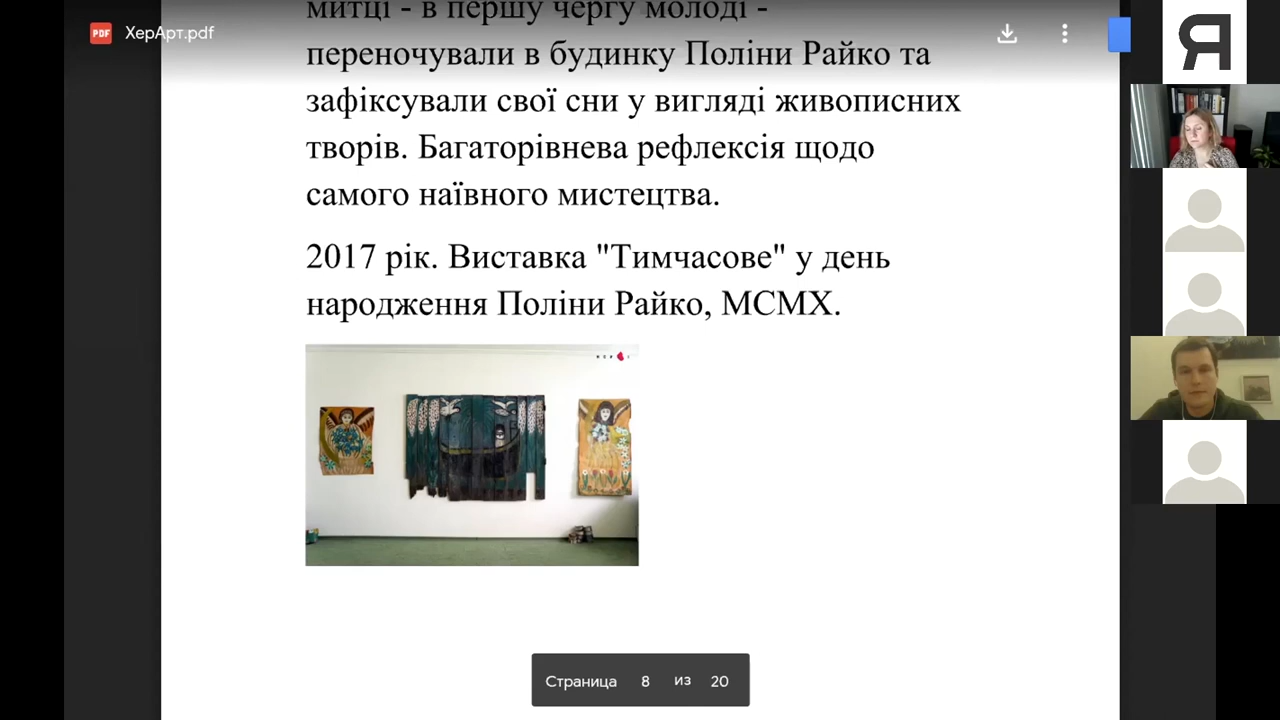 ХерАрт.pdf
митці - в першу чергу молоді -
переночували в будинку Поліни Райко та
зафіксували свої сни у вигляді живописних
творів. Багаторівнева рефлексія щодо
самого наївного мистецтва.
2017 рік. Виставка "Тимчасове" у день
народження Поліни Райко, МСМХ.
Страница 8 из 20
PDF
Я